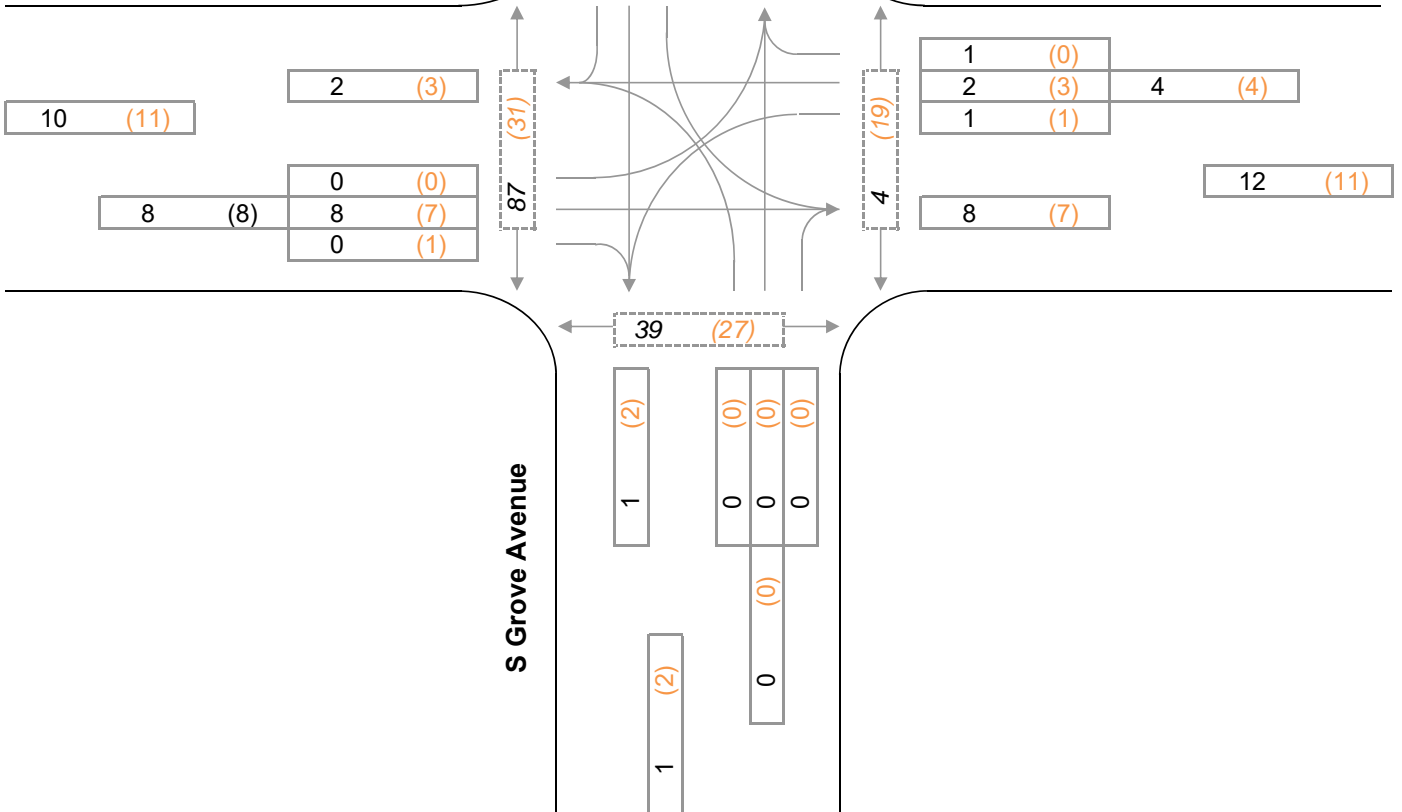 1 (0)
2 (3) 2 (3) 4 (4)
10 (11) 1 (1)
87 (31)
4 (19)
0 (0) 12 (11)
8 (8) 8 (7) 8 (7)
0 (1)
39 (27)
1 (2) 0 (0) 0 (0) 0 (0)
S Grove Avenue
0 (0)
1 (2)